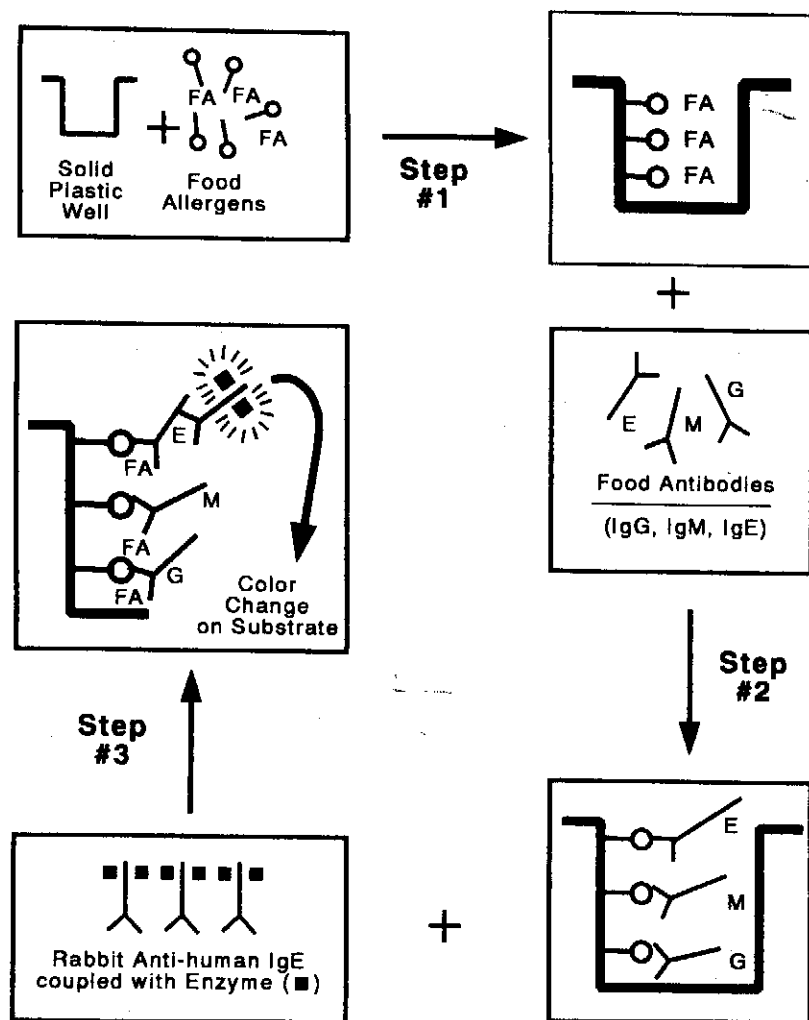 FA FA
FA
Solid
Plastic
Well
Food
Allergens
Step
#1
FA
FA
FA
E M G
Food Antibodies
(IgG, IgM, IgE)
Step
#2
E
M
G
Rabbit Anti-human IgE
coupled with Enzyme (■)
Step
#3
E
FA
M
FA
G
FA
Color
Change
on Substrate